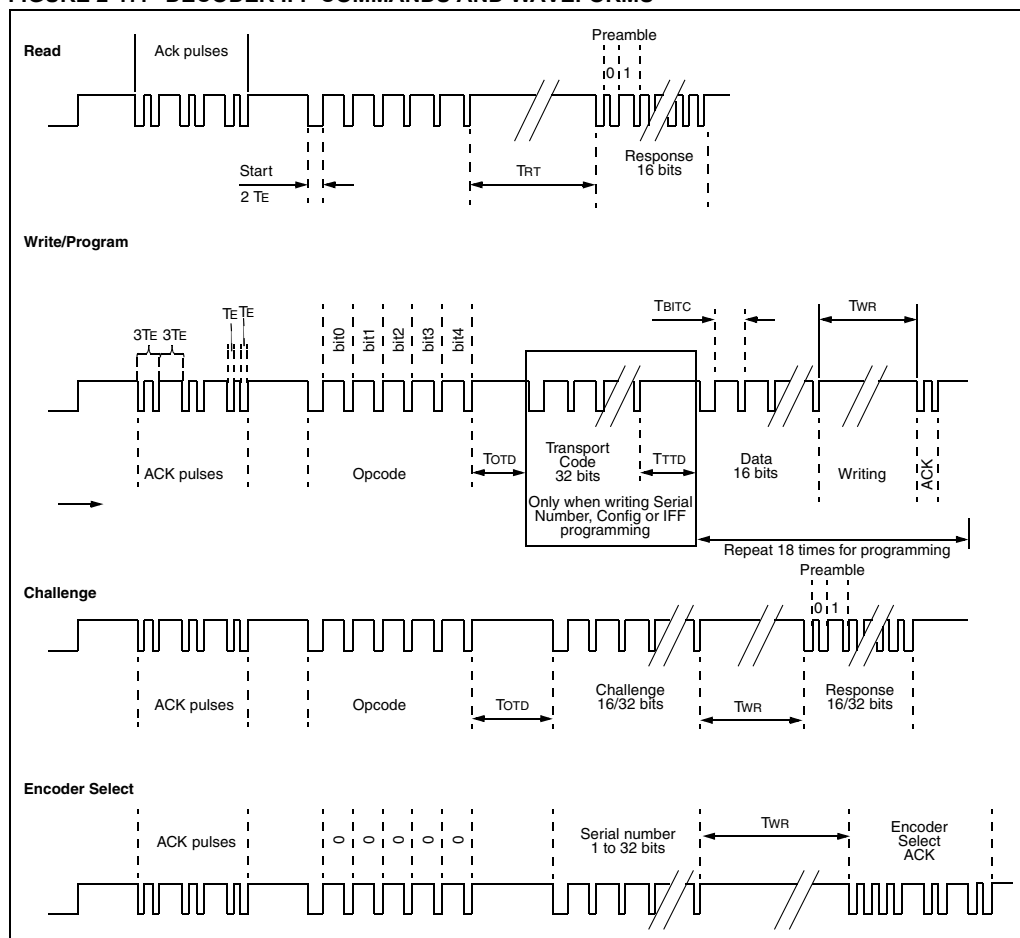 FIGURE 2-1: DECODER IFF COMMANDS AND WAVEFORMS
Read
Ack pulses
Preamble
0 1
Start
2 TE
TRT
Response
16 bits
Write/Program
3TE 3TE
TE TE
bit0 bit1 bit2 bit3 bit4
TBITC
TWR
ACK pulses
Opcode
TOTD
Transport
Code
32 bits
TTTD
Only when writing Serial
Number, Config or IFF
programming
Data
16 bits
Writing
ACK
Repeat 18 times for programming
Challenge
Preamble
0 1
ACK pulses
Opcode
TOTD
Challenge
16/32 bits
TWR
Response
16/32 bits
Encoder Select
ACK pulses
0 0 0 0 0
Serial number
1 to 32 bits
TWR
Encoder
Select
ACK